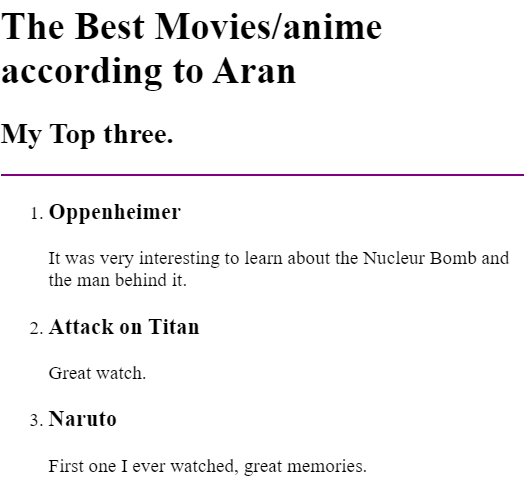 The Best Movies/anime
according to Aran
My Top three.
1. Oppenheimer
It was very interesting to learn about the Nucleur Bomb and
the man behind it.
2. Attack on Titan
Great watch.
3. Naruto
First one I ever watched, great memories.